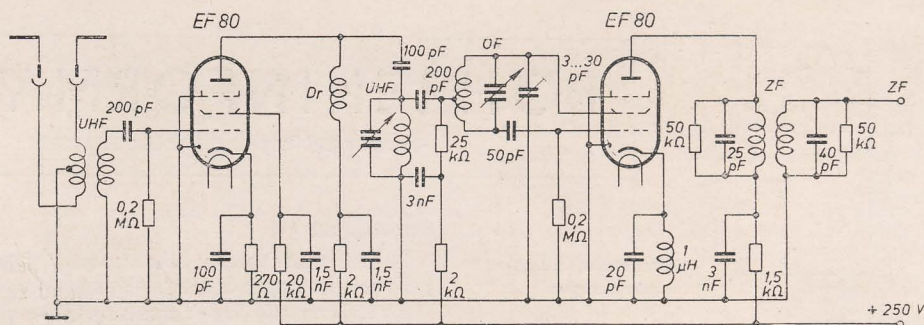 EF 80
EF 80
100 pF
ÖF
3...30
pF
ZF
ZF
200 pF
UHF
Dr
UHF
200
pF
25
kΩ
50 pF
50
kΩ
25
pF
40
pF
50
kΩ
3 nF
0,2
MΩ
0,2
MΩ
100
pF
270
Ω
20
kΩ
1,5
nF
2
kΩ
1,5
nF
2
kΩ
20
pF
1
μH
3
nF
1,5
kΩ
+ 250 V